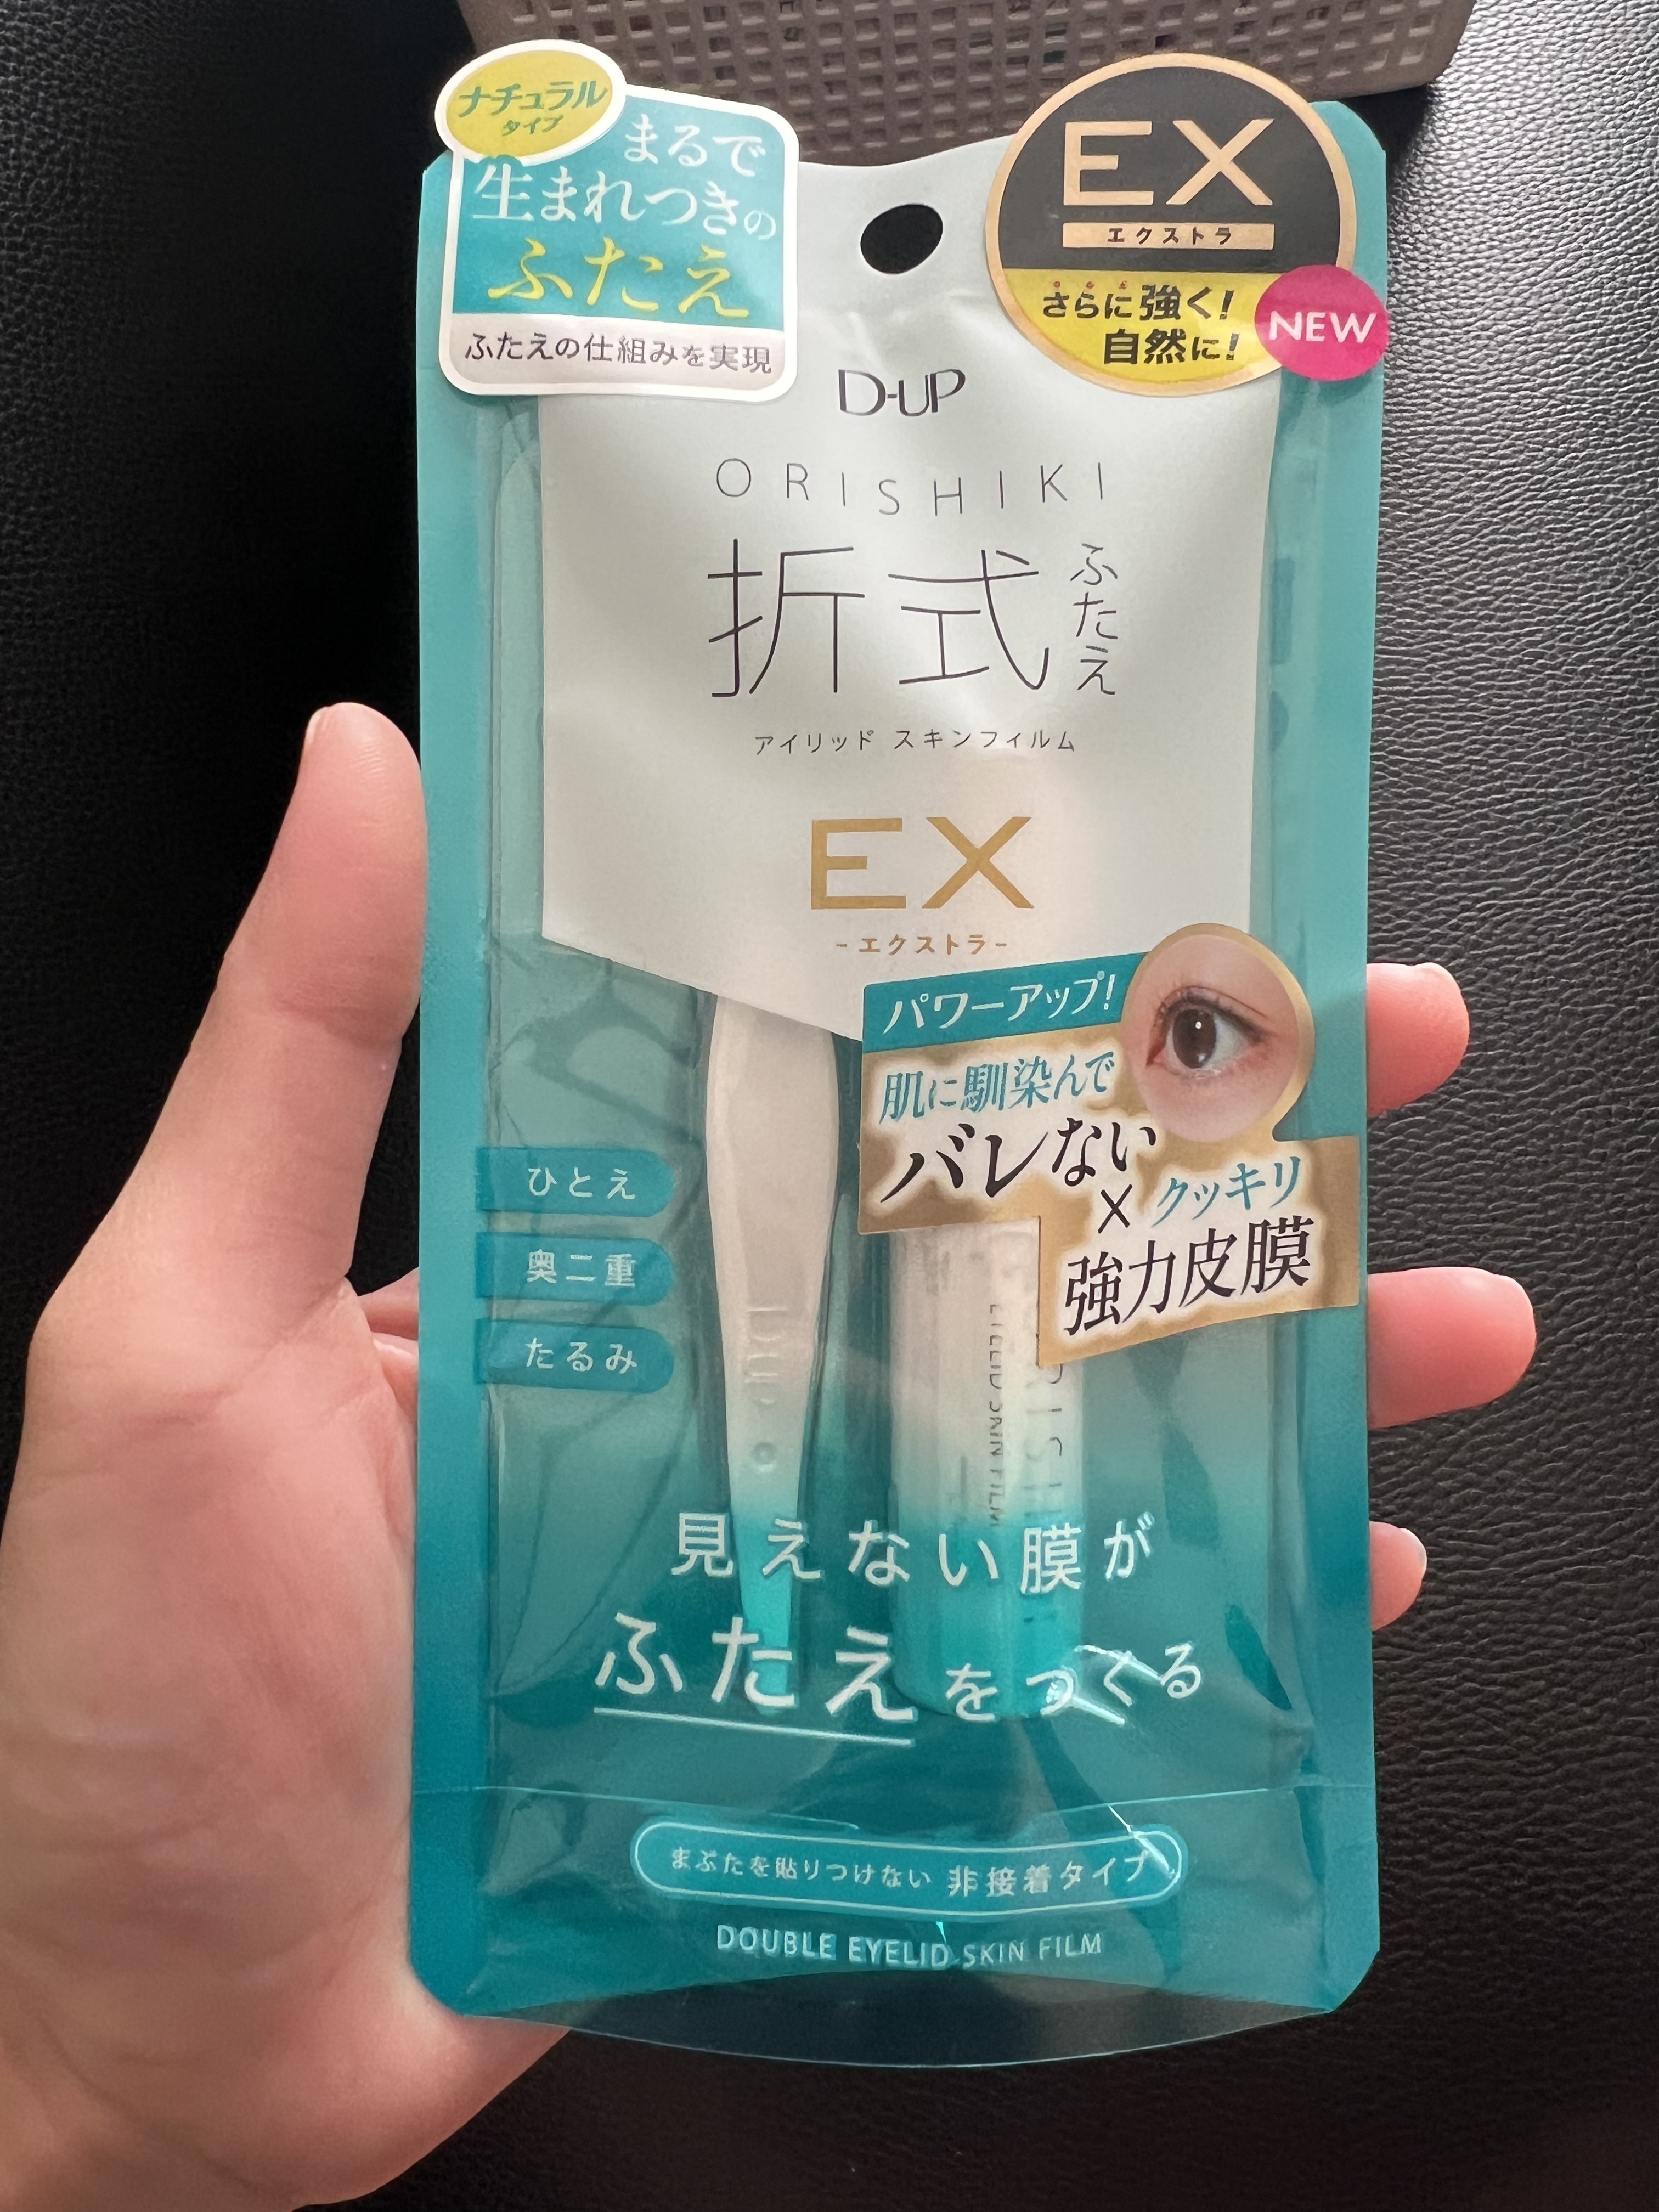 ナチュラル
タイプ
まるで
生まれつきの
ふたえ
ふたえの仕組みを実現
EX
エクストラ
さらに強く!
自然に!
NEW
D-UP
ORISHIKI
折式
ふたえ
アイリッド スキンフィルム
EX
-エクストラ-
パワーアップ!
肌に馴染んで
バレない
×
クッキリ
強力皮膜
ひとえ
奥二重
たるみ
D-UP
EYELID SKIN FILM
見えない膜が
ふたえをつくる
まぶたを貼りつけない 非接着タイプ
DOUBLE EYELID SKIN FILM